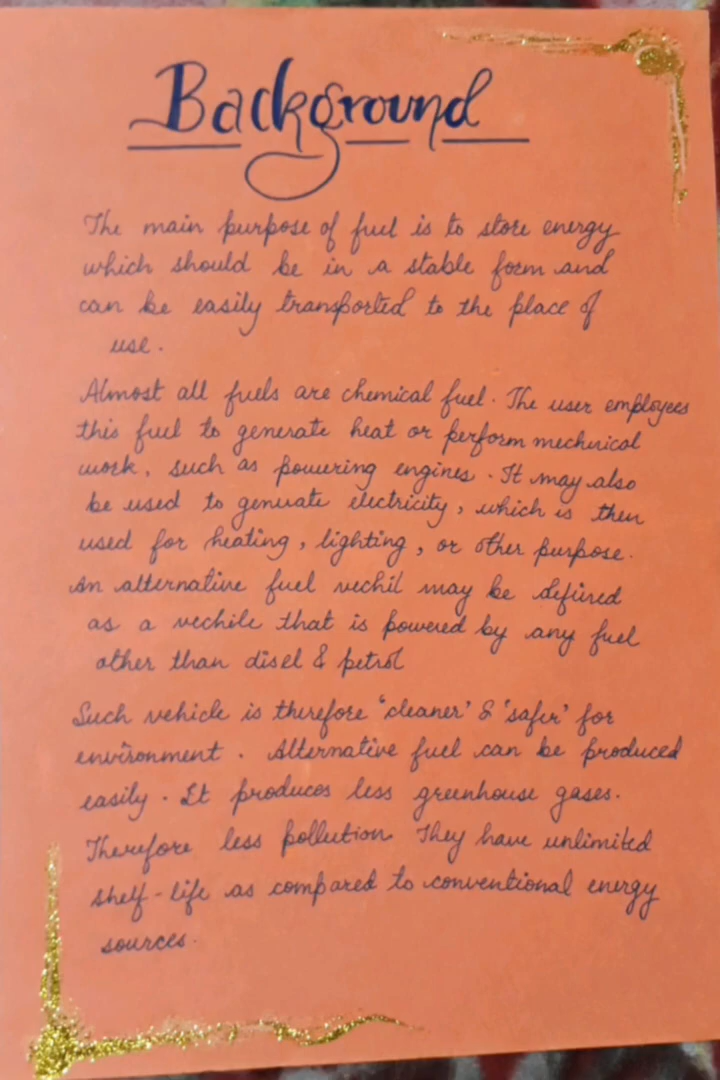 Background
The main purpose of fuel is to store energy
which should be in a stable form and
can be easily transported to the place of
use.
Almost all fuels are chemical fuel. The user employees
this fuel to generate heat or perform mechnical
work, such as powering engines. It may also
be used to genuate electricity, which is then
used for heating, lighting, or other purpose.
An alternative fuel vechil may be defined
as a vechile that is powered by any fuel
other than disel & petrol
Such vehicle is therefore 'cleaner' & 'safer' for
environment. Alternative fuel can be produced
easily. It produces less greenhouse gases.
Therefore less pollution They have unlimited
shelf-life as compared to conventional energy
sources.